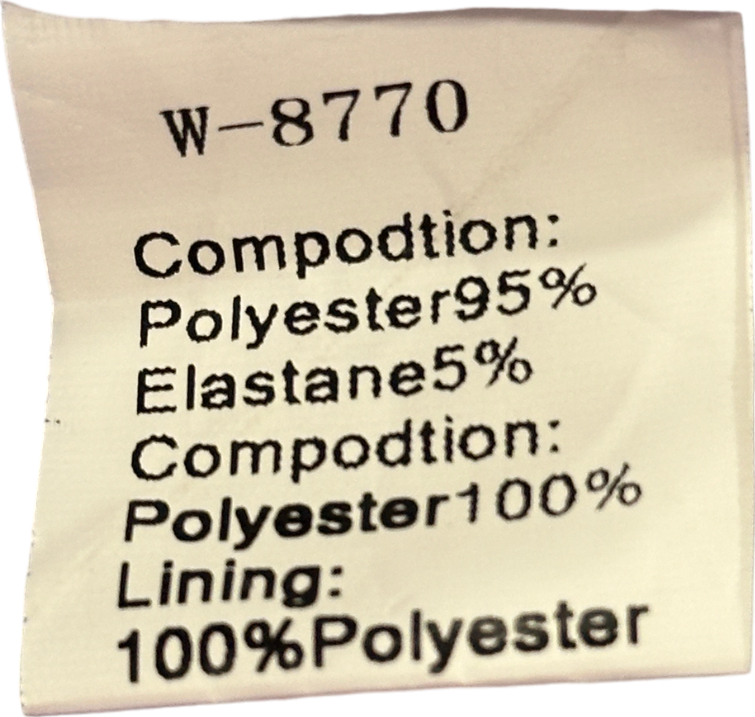 W-8770
Compodtion:
Polyester95%
Elastane5%
Compodtion:
Polyester100%
Lining:
100%Polyester